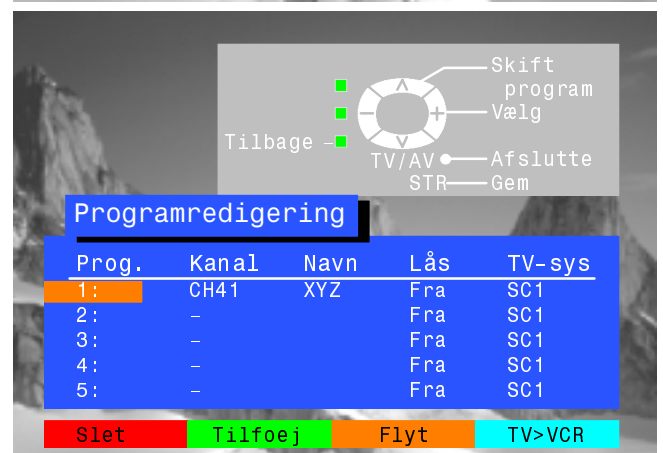 Skift
program
Vælg
Tilbage
TV/AV
Afslutte
STR
Gem
Programredigering
Prog. Kanal Navn Lås TV-sys
1: CH41 XYZ Fra SC1
2: – Fra SC1
3: – Fra SC1
4: – Fra SC1
5: – Fra SC1
Slet Tilfoej Flyt TV>VCR